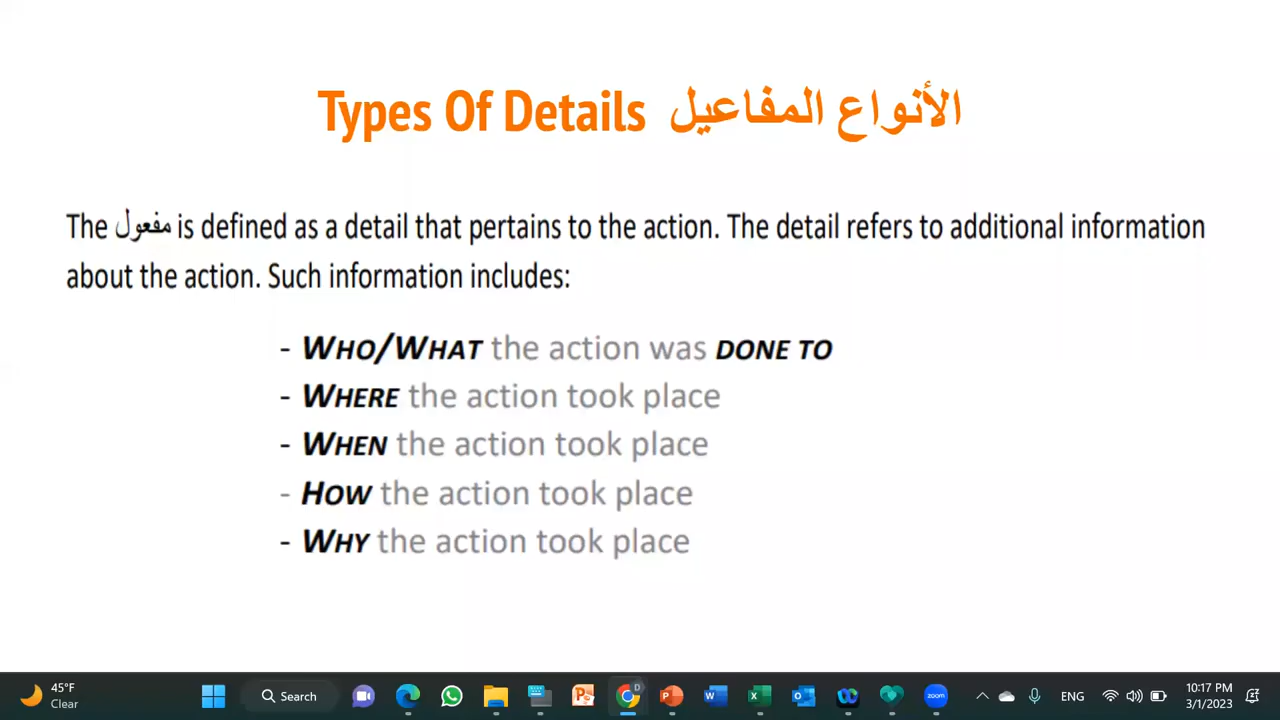 Types Of Details الأنواع المفاعيل
The مفعول is defined as a detail that pertains to the action. The detail refers to additional information
about the action. Such information includes:
- WHO/WHAT the action was DONE TO
- WHERE the action took place
- WHEN the action took place
- HOW the action took place
- WHY the action took place
45°F
Clear
Search
ENG
10:17 PM
3/1/2023